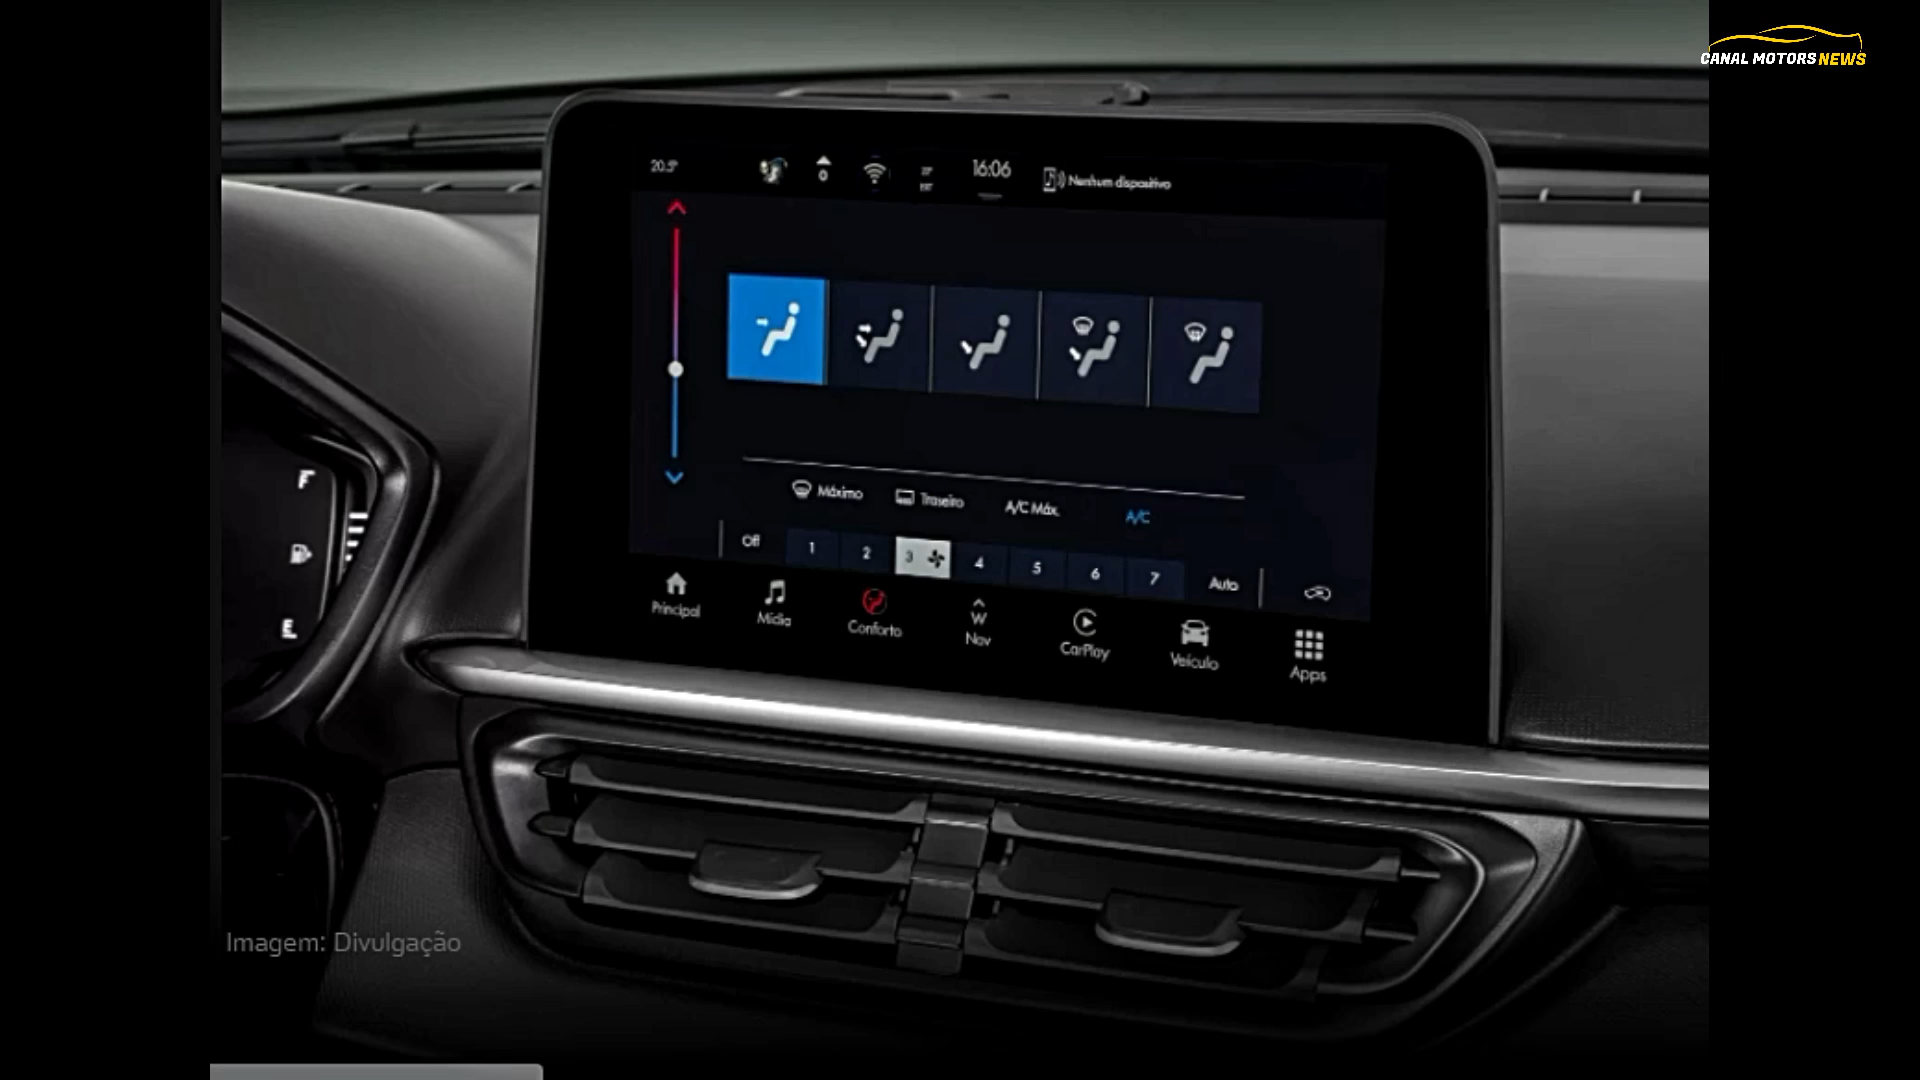 CANAL MOTORS NEWS
20.5°
0
16:06
Nenhum dispositivo
Máximo
Traseiro
A/C Máx.
A/C
Off
1
2
3
4
5
6
7
Auto
Principal
Mídia
Conforto
W
Nav
CarPlay
Veículo
Apps
F
E
Imagem: Divulgação